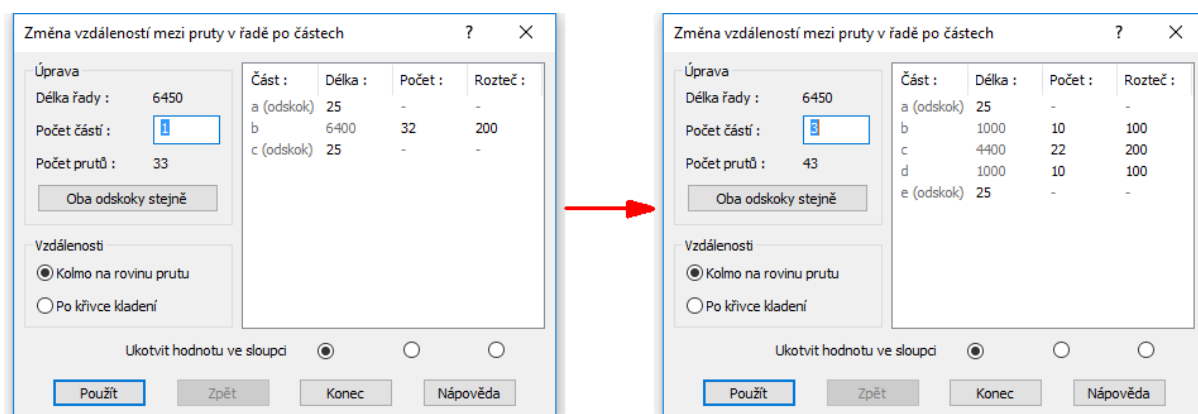 Změna vzdáleností mezi pruty v řadě po částech ?
Úprava
Délka řady : 6450
Počet částí : 1
Počet prutů : 33
Oba odskoky stejně
Vzdálenosti
Kolmo na rovinu prutu
Po křivce kladení
Část : Délka : Počet : Rozteč :
a (odskok) 25 - -
b 6400 32 200
c (odskok) 25 - -
Ukotvit hodnotu ve sloupci
Použít Zpět Konec Nápověda
Změna vzdáleností mezi pruty v řadě po částech ?
Úprava
Délka řady : 6450
Počet částí : 3
Počet prutů : 43
Oba odskoky stejně
Vzdálenosti
Kolmo na rovinu prutu
Po křivce kladení
Část : Délka : Počet : Rozteč :
a (odskok) 25 - -
b 1000 10 100
c 4400 22 200
d 1000 10 100
e (odskok) 25 - -
Ukotvit hodnotu ve sloupci
Použít Zpět Konec Nápověda